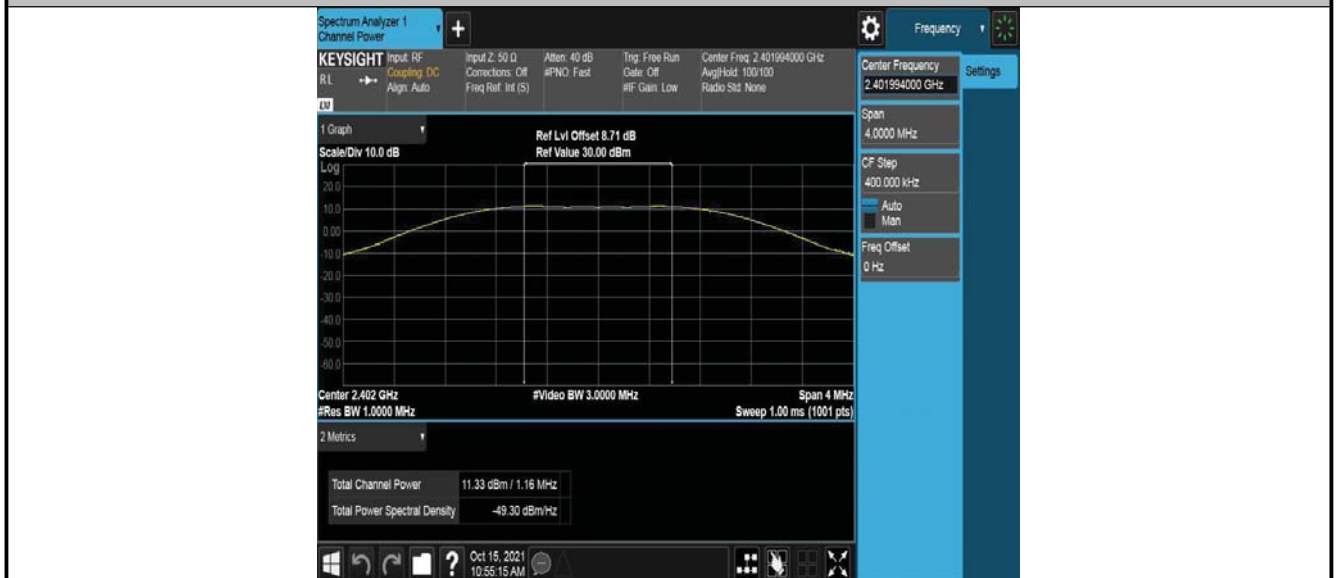 Spectrum Analyzer 1
Channel Power
+
Frequency
KEYSIGHT
RL
Input: RF
Coupling: DC
Align: Auto
Input Z: 50 Ω
Corrections: Off
Freq Ref: Int (S)
Atten: 40 dB
#PNO: Fast
Trig: Free Run
Gate: Off
#IF Gain: Low
Center Freq: 2.401994000 GHz
Avg|Hold: 100/100
Radio Std: None
LXI
Center Frequency
2.401994000 GHz
Settings
Span
4.0000 MHz
CF Step
400.000 kHz
Auto
Man
Freq Offset
0 Hz
1 Graph
Scale/Div 10.0 dB
Ref Lvl Offset 8.71 dB
Ref Value 30.00 dBm
Log
20.0
10.0
0.00
-10.0
-20.0
-30.0
-40.0
-50.0
-60.0
Center 2.402 GHz
#Video BW 3.0000 MHz
Span 4 MHz
#Res BW 1.0000 MHz
Sweep 1.00 ms (1001 pts)
2 Metrics
Total Channel Power 11.33 dBm / 1.16 MHz
Total Power Spectral Density -49.30 dBm/Hz
?
Oct 15, 2021
10:55:15 AM